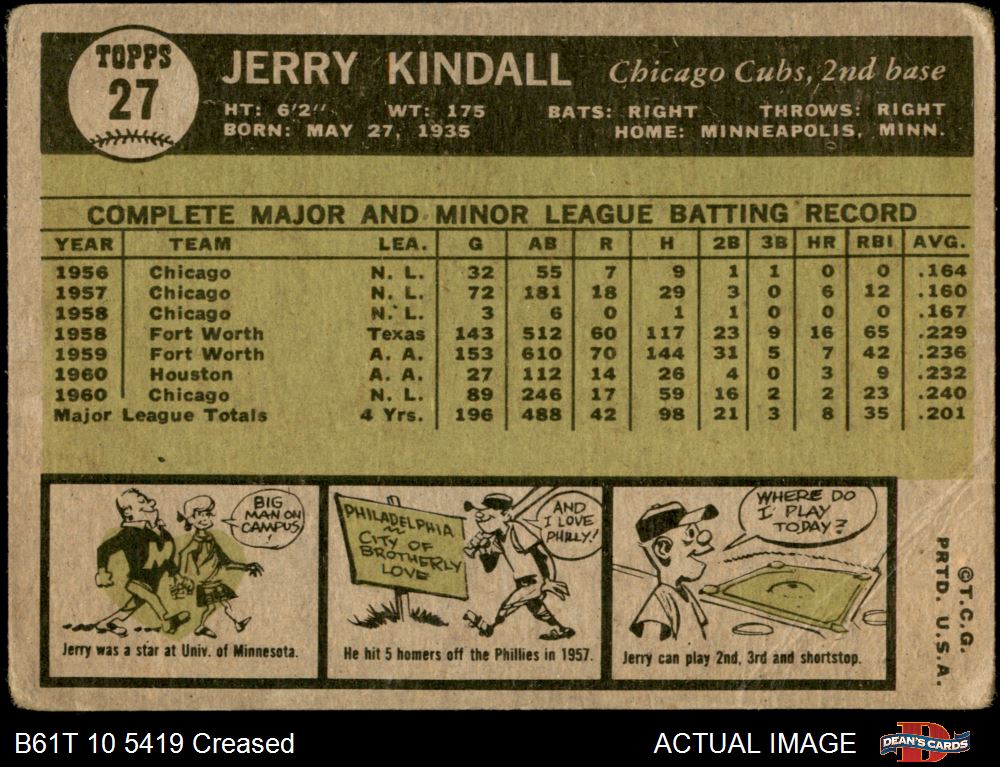 TOPPS
27
JERRY KINDALL Chicago Cubs, 2nd base
HT: 6'2" WT: 175 BATS: RIGHT THROWS: RIGHT
BORN: MAY 27, 1935 HOME: MINNEAPOLIS, MINN.
COMPLETE MAJOR AND MINOR LEAGUE BATTING RECORD
YEAR TEAM LEA. G AB R H 2B 3B HR RBI AVG.
1956 Chicago N. L. 32 55 7 9 1 1 0 0 .164
1957 Chicago N. L. 72 181 18 29 3 0 6 12 .160
1958 Chicago N. L. 3 6 0 1 1 0 0 0 .167
1958 Fort Worth Texas 143 512 60 117 23 9 16 65 .229
1959 Fort Worth A. A. 153 610 70 144 31 5 7 42 .236
1960 Houston A. A. 27 112 14 26 4 0 3 9 .232
1960 Chicago N. L. 89 246 17 59 16 2 2 23 .240
Major League Totals 4 Yrs. 196 488 42 98 21 3 8 35 .201
BIG
MAN ON
CAMPUS!
M
Jerry was a star at Univ. of Minnesota.
PHILADELPHIA
CITY OF
BROTHERLY
LOVE
AND
I LOVE
PHILLY!
He hit 5 homers off the Phillies in 1957.
WHERE DO
I PLAY
TODAY?
Jerry can play 2nd, 3rd and shortstop.
©T.C.G.
PRTD. U.S.A.
B61T 10 5419 Creased
ACTUAL IMAGE
DEAN'S CARDS